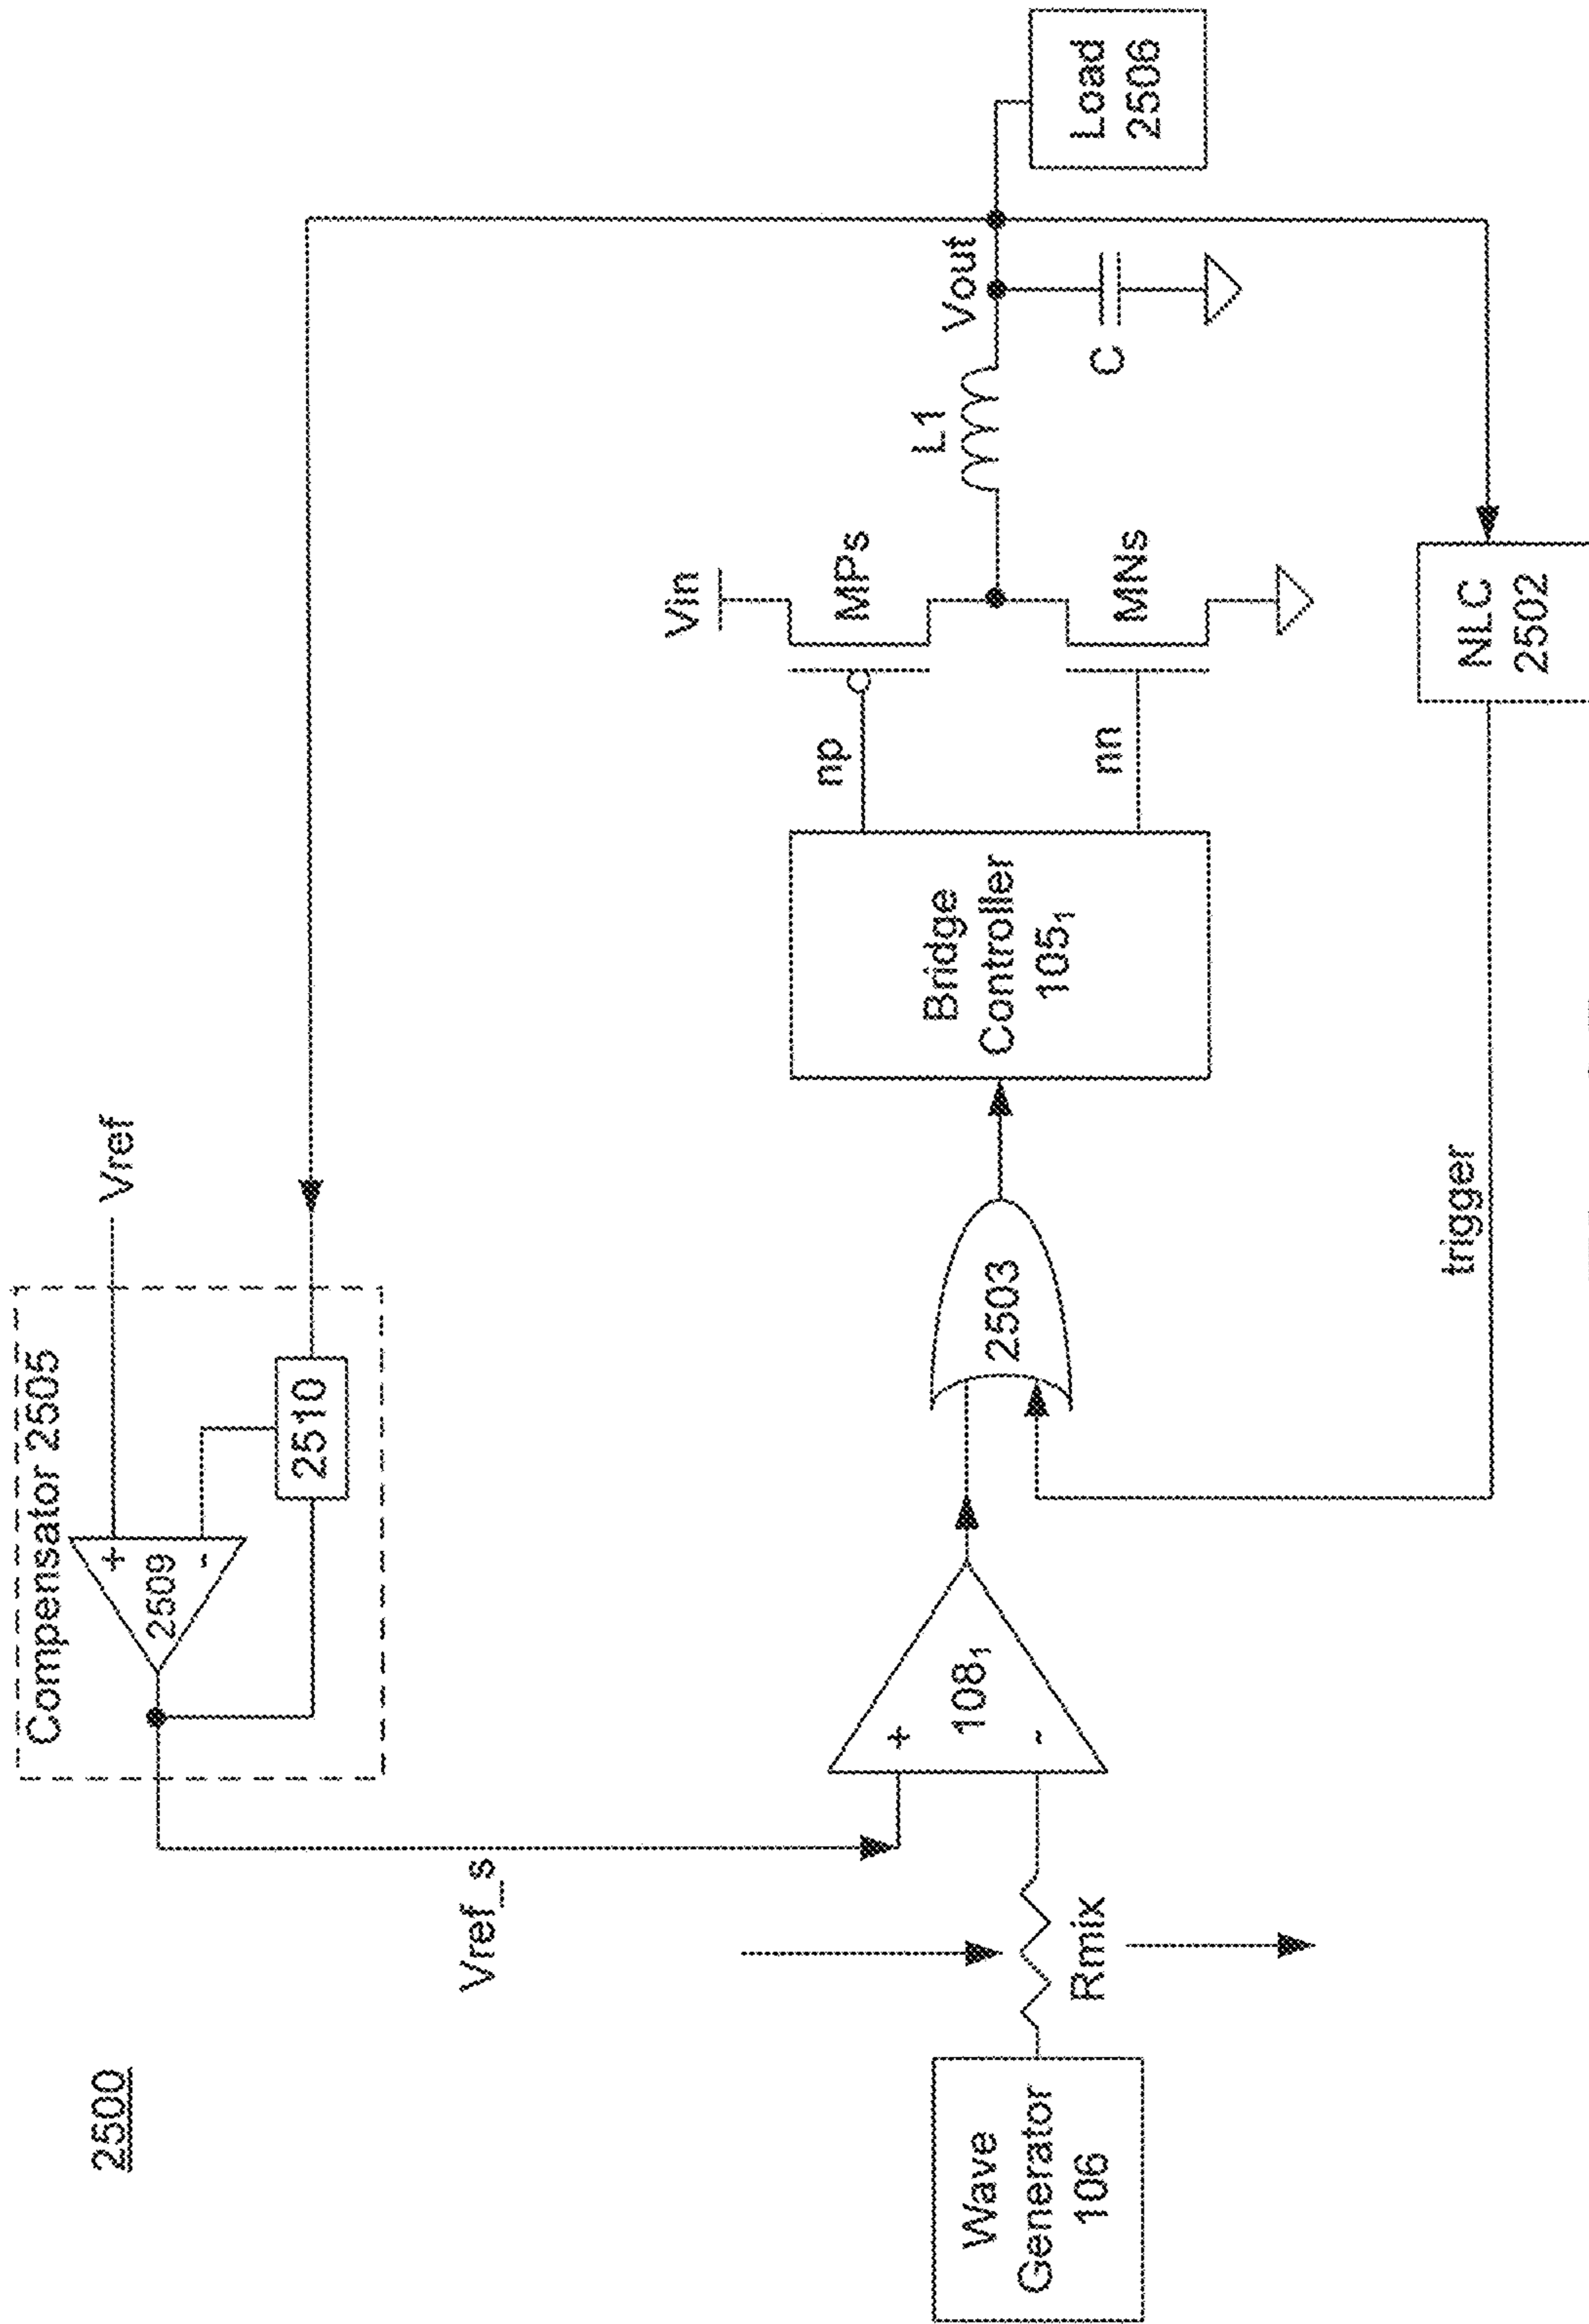 2500
Compensator 2505
Vref
+
2509
-
2510
Vref_s
Vin
MPs
np
L1
Vout
Load
2506
C
MNs
nn
Bridge
Controller
105₁
2503
+
108₁
-
Rmix
Wave
Generator
106
trigger
NLC
2502